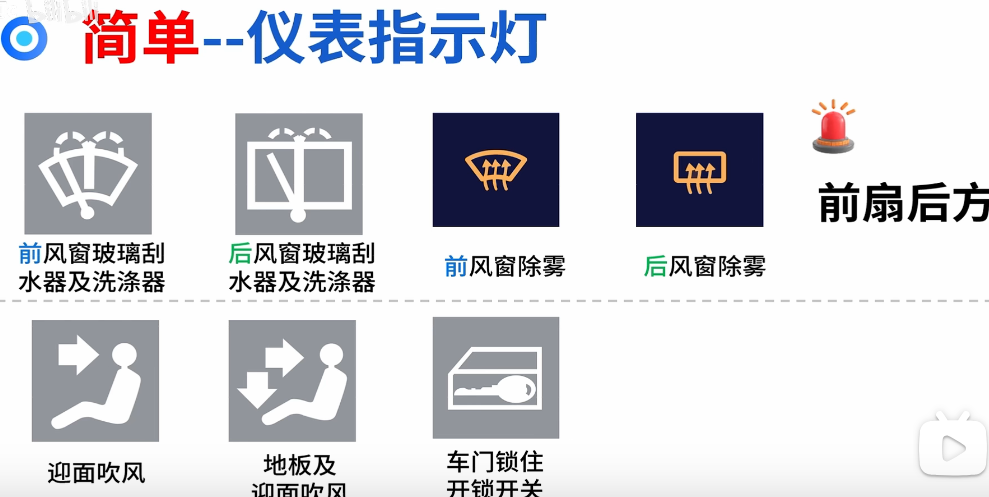 简单--仪表指示灯
前扇后方
前风窗玻璃刮
水器及洗涤器
后风窗玻璃刮
水器及洗涤器
前风窗除雾
后风窗除雾
迎面吹风
地板及
迎面吹风
车门锁住
开锁开关